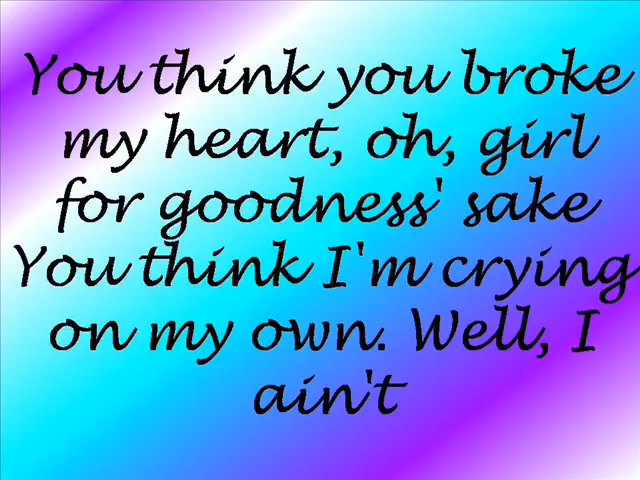 You think you broke
my heart, oh, girl
for goodness' sake
You think I'm crying
on my own. Well, I
ain't